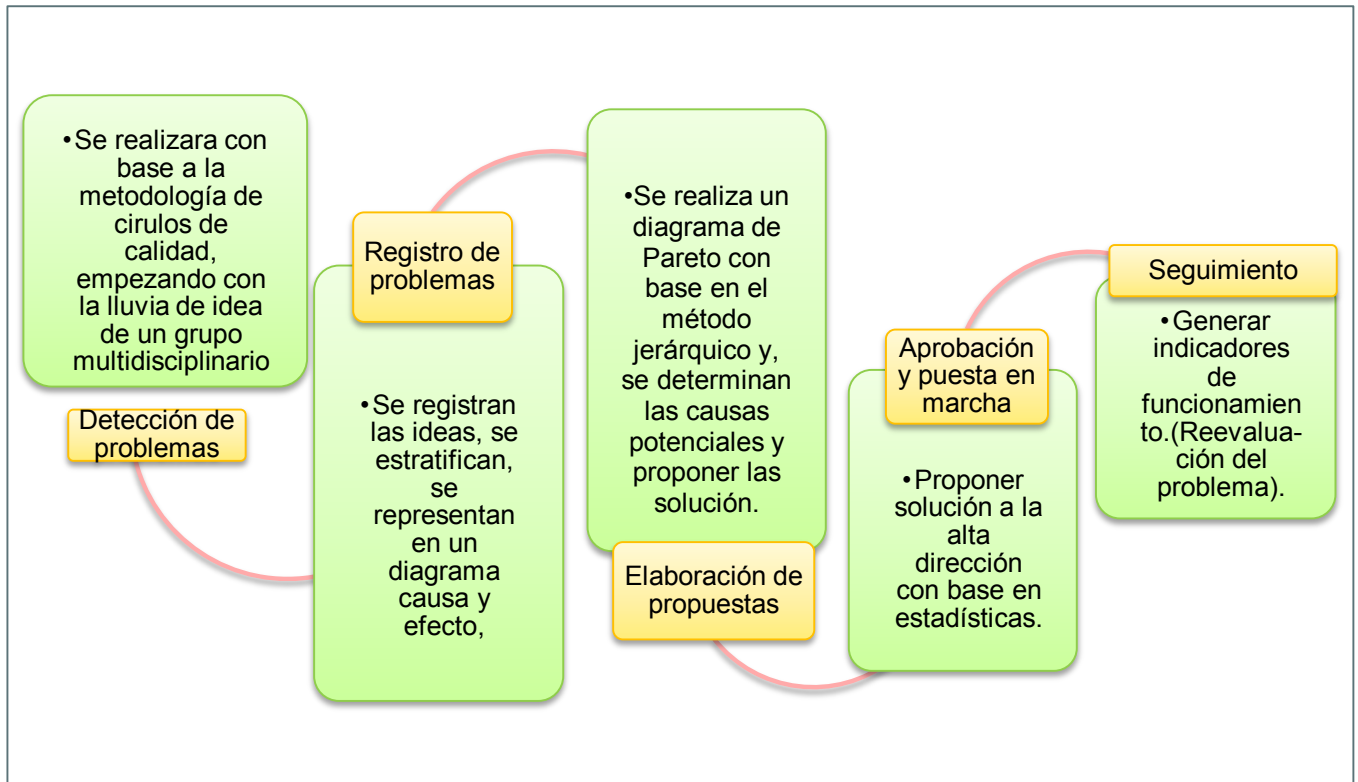 •Se realizara con
base a la
metodología de
cirulos de
calidad,
empezando con
la lluvia de idea
de un grupo
multidisciplinario
Detección de
problemas
Registro de
problemas
•Se registran
las ideas, se
estratifican,
se
representan
en un
diagrama
causa y
efecto,
•Se realiza un
diagrama de
Pareto con
base en el
método
jerárquico y,
se determinan
las causas
potenciales y
proponer las
solución.
Elaboración de
propuestas
Aprobación
y puesta en
marcha
•Proponer
solución a la
alta
dirección
con base en
estadísticas.
Seguimiento
•Generar
indicadores
de
funcionamien
to.(Reevalua-
ción del
problema).